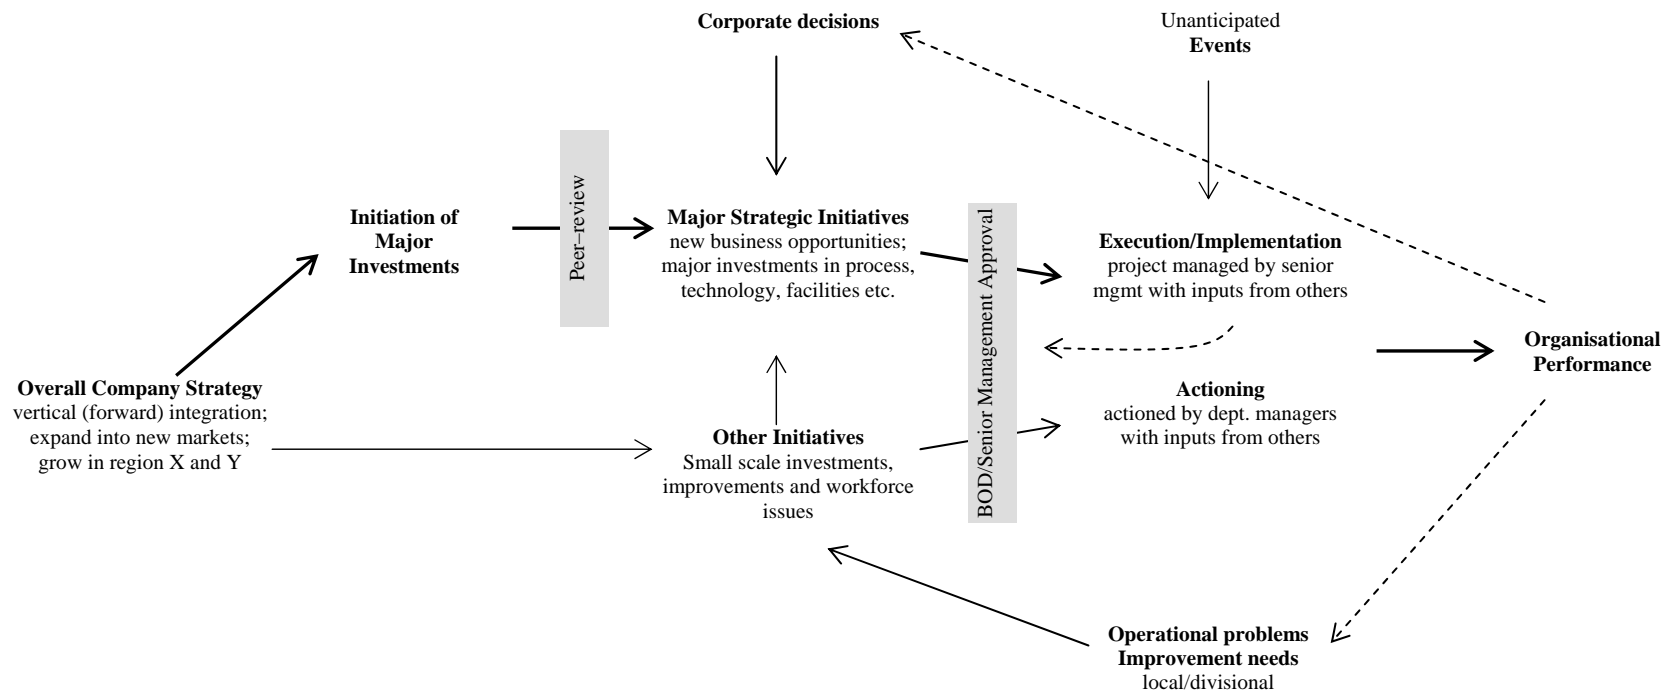 Corporate decisions
Unanticipated
Events
Peer–review
Initiation of
Major
Investments
Major Strategic Initiatives
new business opportunities;
major investments in process,
technology, facilities etc.
BOD/Senior Management Approval
Execution/Implementation
project managed by senior
mgmt with inputs from others
Organisational
Performance
Overall Company Strategy
vertical (forward) integration;
expand into new markets;
grow in region X and Y
Actioning
actioned by dept. managers
with inputs from others
Other Initiatives
Small scale investments,
improvements and workforce
issues
Operational problems
Improvement needs
local/divisional